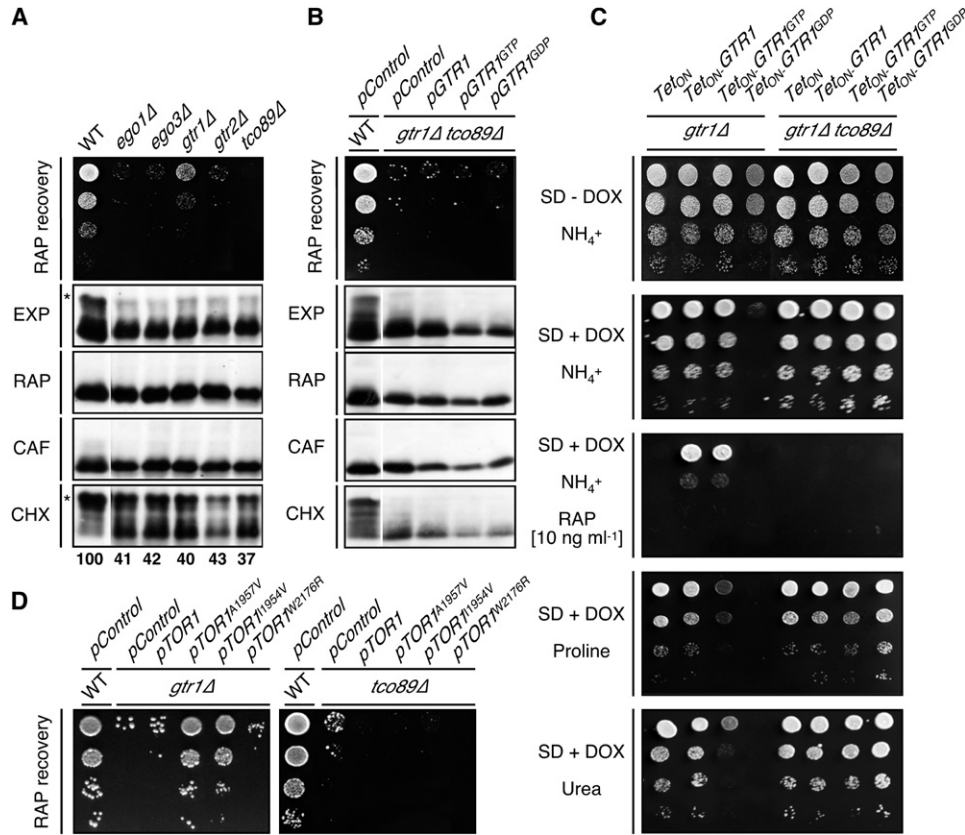 A
WT
ego1Δ
ego3Δ
gtr1Δ
gtr2Δ
tco89Δ
RAP recovery
*
EXP
RAP
CAF
*
CHX
100 41 42 40 43 37
B
pControl
pControl
pGTR1
pGTR1GTP
pGTR1GDP
WT
gtr1Δ tco89Δ
RAP recovery
EXP
RAP
CAF
CHX
C
TetON
TetON-GTR1
TetON-GTR1GTP
TetON-GTR1GDP
TetON
TetON-GTR1
TetON-GTR1GTP
TetON-GTR1GDP
gtr1Δ
gtr1Δ tco89Δ
SD - DOX
NH4+
SD + DOX
NH4+
SD + DOX
NH4+
RAP
[10 ng ml-1]
SD + DOX
Proline
SD + DOX
Urea
D
pControl
pControl
pTOR1
pTOR1A1957V
pTOR1I1954V
pTOR1W2176R
pControl
pControl
pTOR1
pTOR1A1957V
pTOR1I1954V
pTOR1W2176R
WT
gtr1Δ
WT
tco89Δ
RAP recovery